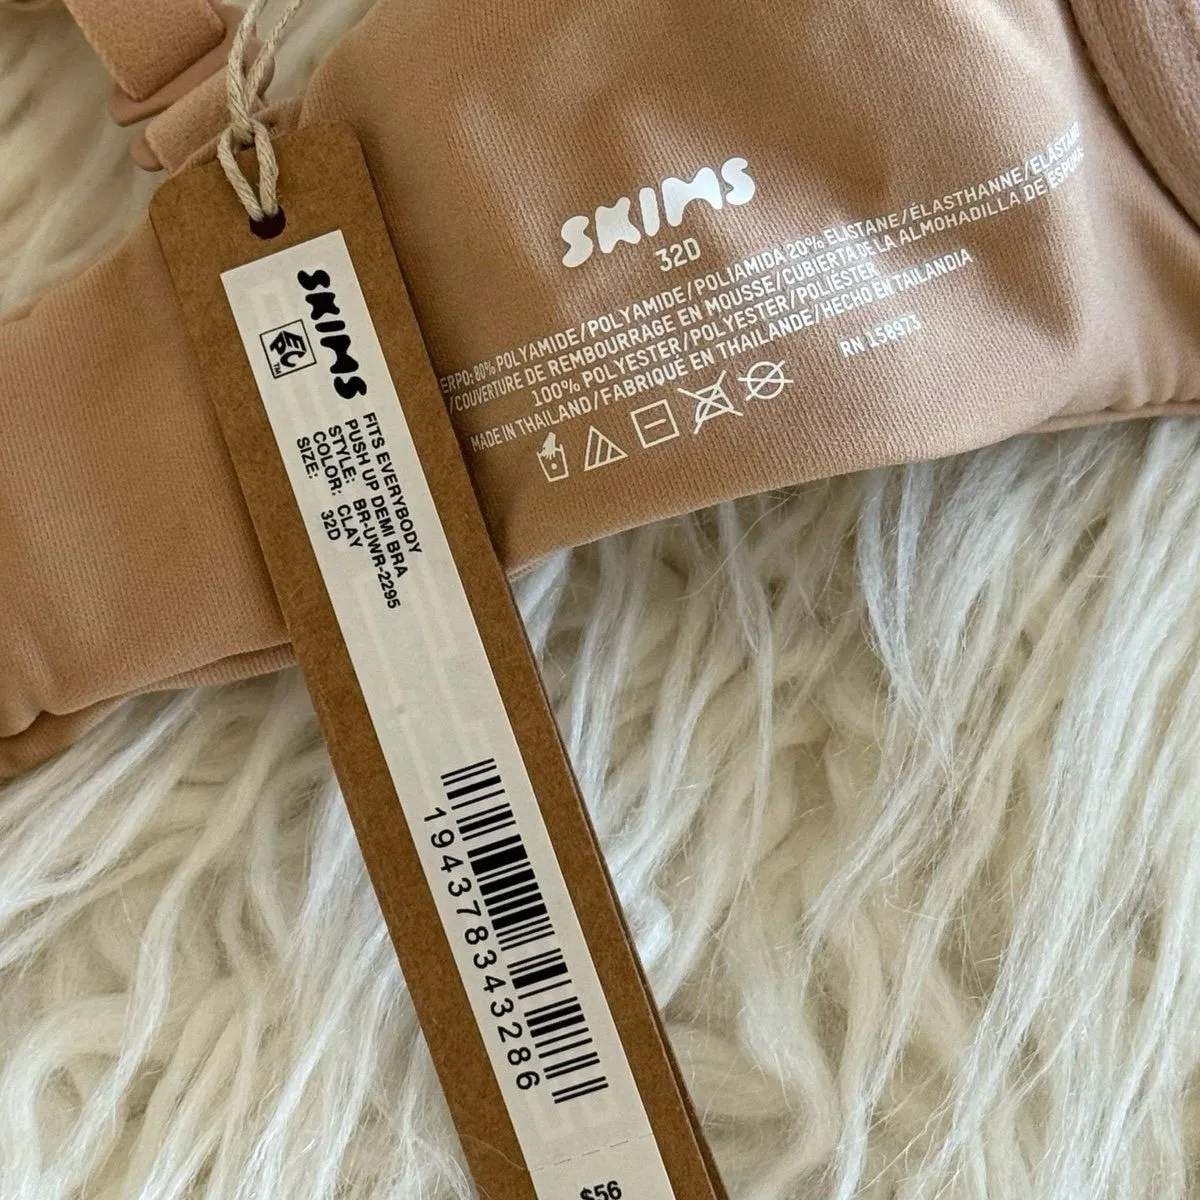 SKIMS
32D
ERPO: 80% POLYAMIDE/POLYAMIDE/POLIAMIDA 20% ELASTANE/ÉLASTHANNE/ELASTANO
/COUVERTURE DE REMBOURRAGE EN MOUSSE/CUBIERTA DE LA ALMOHADILLA DE ESPUMA:
100% POLYESTER/POLYESTER/POLIÉSTER
MADE IN THAILAND/FABRIQUÉ EN THAILANDE/HECHO EN TAILANDIA
RN 158973
SKIMS
EPC™
FITS EVERYBODY
PUSH UP DEMI BRA
STYLE: BR-UWR-2295
COLOR: CLAY
SIZE: 32D
194378343286
$56